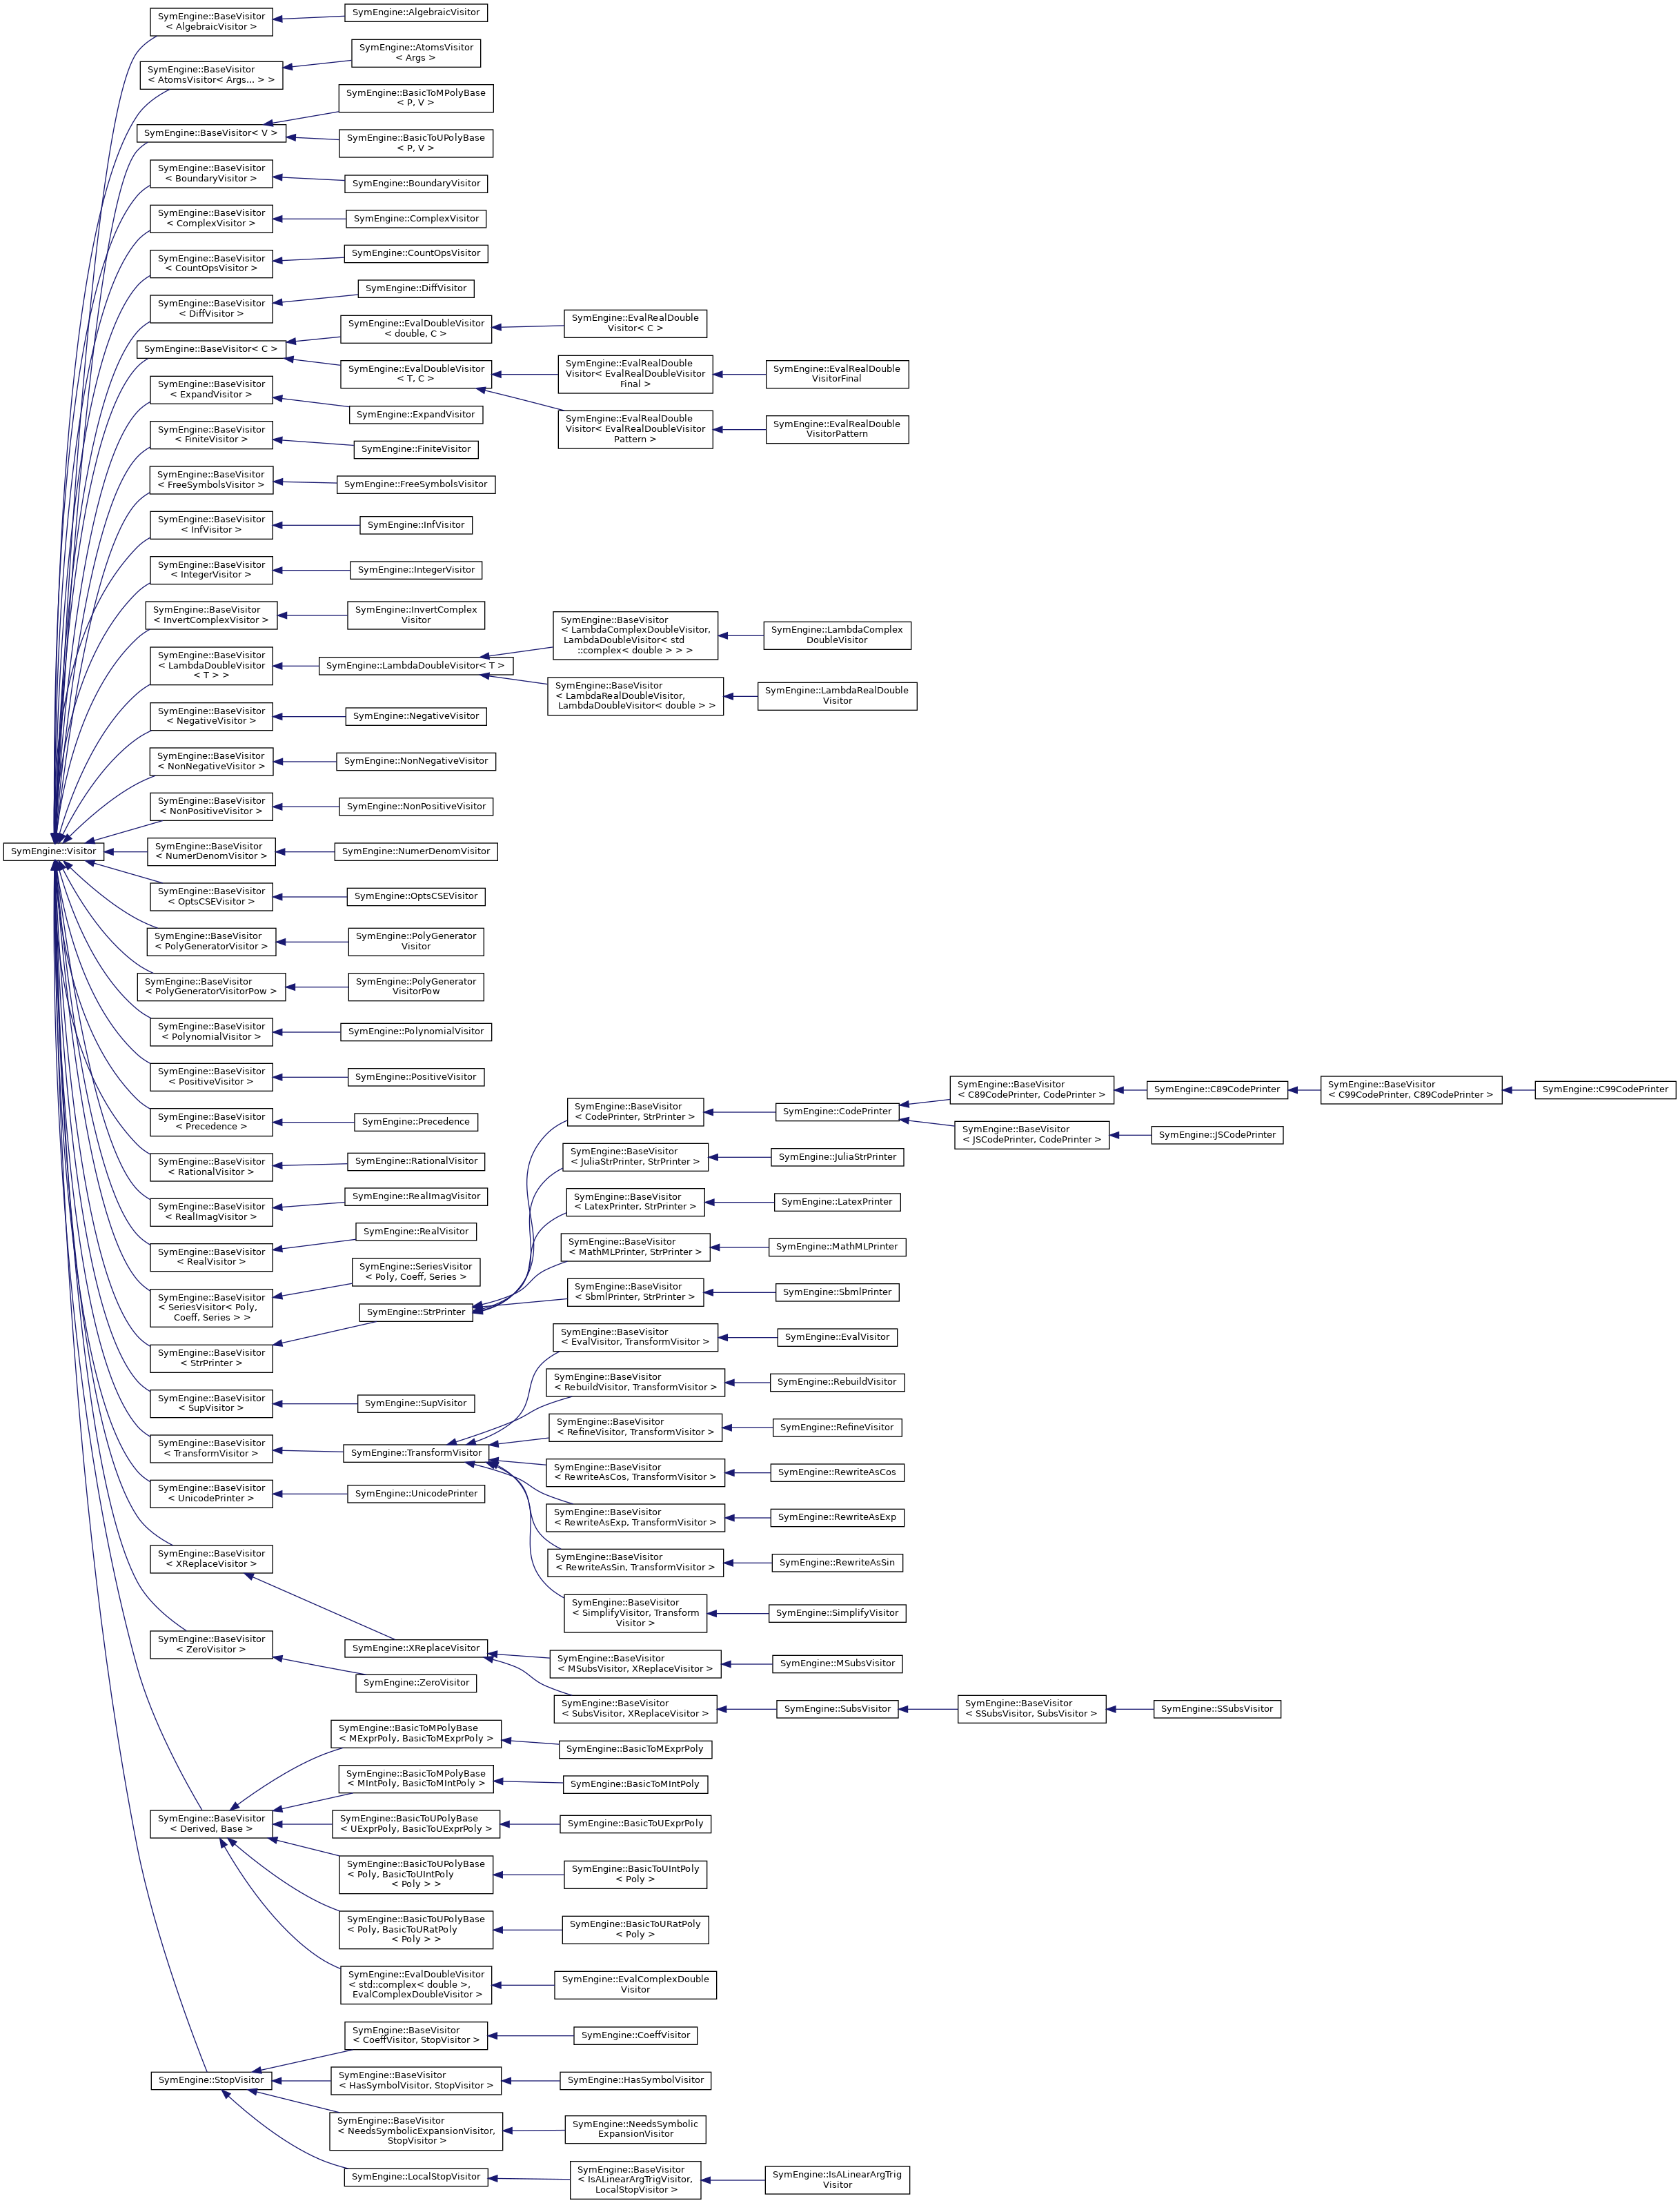 SymEngine::Visitor
SymEngine::BaseVisitor
< AlgebraicVisitor >
SymEngine::AlgebraicVisitor
SymEngine::BaseVisitor
< AtomsVisitor< Args... > >
SymEngine::AtomsVisitor
< Args >
SymEngine::BaseVisitor< V >
SymEngine::BasicToMPolyBase
< P, V >
SymEngine::BasicToUPolyBase
< P, V >
SymEngine::BaseVisitor
< BoundaryVisitor >
SymEngine::BoundaryVisitor
SymEngine::BaseVisitor
< ComplexVisitor >
SymEngine::ComplexVisitor
SymEngine::BaseVisitor
< CountOpsVisitor >
SymEngine::CountOpsVisitor
SymEngine::BaseVisitor
< DiffVisitor >
SymEngine::DiffVisitor
SymEngine::BaseVisitor< C >
SymEngine::EvalDoubleVisitor
< double, C >
SymEngine::EvalRealDouble
Visitor< C >
SymEngine::EvalDoubleVisitor
< T, C >
SymEngine::EvalRealDouble
Visitor< EvalRealDoubleVisitor
Final >
SymEngine::EvalRealDouble
VisitorFinal
SymEngine::EvalRealDouble
Visitor< EvalRealDoubleVisitor
Pattern >
SymEngine::EvalRealDouble
VisitorPattern
SymEngine::BaseVisitor
< ExpandVisitor >
SymEngine::ExpandVisitor
SymEngine::BaseVisitor
< FiniteVisitor >
SymEngine::FiniteVisitor
SymEngine::BaseVisitor
< FreeSymbolsVisitor >
SymEngine::FreeSymbolsVisitor
SymEngine::BaseVisitor
< InfVisitor >
SymEngine::InfVisitor
SymEngine::BaseVisitor
< IntegerVisitor >
SymEngine::IntegerVisitor
SymEngine::BaseVisitor
< InvertComplexVisitor >
SymEngine::InvertComplex
Visitor
SymEngine::BaseVisitor
< LambdaDoubleVisitor
< T > >
SymEngine::LambdaDoubleVisitor< T >
SymEngine::BaseVisitor
< LambdaComplexDoubleVisitor,
LambdaDoubleVisitor< std
::complex< double > > >
SymEngine::LambdaComplex
DoubleVisitor
SymEngine::BaseVisitor
< LambdaRealDoubleVisitor,
LambdaDoubleVisitor< double > >
SymEngine::LambdaRealDouble
Visitor
SymEngine::BaseVisitor
< NegativeVisitor >
SymEngine::NegativeVisitor
SymEngine::BaseVisitor
< NonNegativeVisitor >
SymEngine::NonNegativeVisitor
SymEngine::BaseVisitor
< NonPositiveVisitor >
SymEngine::NonPositiveVisitor
SymEngine::BaseVisitor
< NumerDenomVisitor >
SymEngine::NumerDenomVisitor
SymEngine::BaseVisitor
< OptsCSEVisitor >
SymEngine::OptsCSEVisitor
SymEngine::BaseVisitor
< PolyGeneratorVisitor >
SymEngine::PolyGenerator
Visitor
SymEngine::BaseVisitor
< PolyGeneratorVisitorPow >
SymEngine::PolyGenerator
VisitorPow
SymEngine::BaseVisitor
< PolynomialVisitor >
SymEngine::PolynomialVisitor
SymEngine::BaseVisitor
< PositiveVisitor >
SymEngine::PositiveVisitor
SymEngine::BaseVisitor
< Precedence >
SymEngine::Precedence
SymEngine::BaseVisitor
< RationalVisitor >
SymEngine::RationalVisitor
SymEngine::BaseVisitor
< RealImagVisitor >
SymEngine::RealImagVisitor
SymEngine::BaseVisitor
< RealVisitor >
SymEngine::RealVisitor
SymEngine::BaseVisitor
< SeriesVisitor< Poly,
Coeff, Series > >
SymEngine::SeriesVisitor
< Poly, Coeff, Series >
SymEngine::BaseVisitor
< StrPrinter >
SymEngine::StrPrinter
SymEngine::BaseVisitor
< CodePrinter, StrPrinter >
SymEngine::CodePrinter
SymEngine::BaseVisitor
< C89CodePrinter, CodePrinter >
SymEngine::C89CodePrinter
SymEngine::BaseVisitor
< C99CodePrinter, C89CodePrinter >
SymEngine::C99CodePrinter
SymEngine::BaseVisitor
< JSCodePrinter, CodePrinter >
SymEngine::JSCodePrinter
SymEngine::BaseVisitor
< JuliaStrPrinter, StrPrinter >
SymEngine::JuliaStrPrinter
SymEngine::BaseVisitor
< LatexPrinter, StrPrinter >
SymEngine::LatexPrinter
SymEngine::BaseVisitor
< MathMLPrinter, StrPrinter >
SymEngine::MathMLPrinter
SymEngine::BaseVisitor
< SbmlPrinter, StrPrinter >
SymEngine::SbmlPrinter
SymEngine::BaseVisitor
< SupVisitor >
SymEngine::SupVisitor
SymEngine::BaseVisitor
< TransformVisitor >
SymEngine::TransformVisitor
SymEngine::BaseVisitor
< EvalVisitor, TransformVisitor >
SymEngine::EvalVisitor
SymEngine::BaseVisitor
< RebuildVisitor, TransformVisitor >
SymEngine::RebuildVisitor
SymEngine::BaseVisitor
< RefineVisitor, TransformVisitor >
SymEngine::RefineVisitor
SymEngine::BaseVisitor
< RewriteAsCos, TransformVisitor >
SymEngine::RewriteAsCos
SymEngine::BaseVisitor
< RewriteAsExp, TransformVisitor >
SymEngine::RewriteAsExp
SymEngine::BaseVisitor
< RewriteAsSin, TransformVisitor >
SymEngine::RewriteAsSin
SymEngine::BaseVisitor
< SimplifyVisitor, Transform
Visitor >
SymEngine::SimplifyVisitor
SymEngine::BaseVisitor
< UnicodePrinter >
SymEngine::UnicodePrinter
SymEngine::BaseVisitor
< XReplaceVisitor >
SymEngine::XReplaceVisitor
SymEngine::BaseVisitor
< MSubsVisitor, XReplaceVisitor >
SymEngine::MSubsVisitor
SymEngine::BaseVisitor
< SubsVisitor, XReplaceVisitor >
SymEngine::SubsVisitor
SymEngine::BaseVisitor
< SSubsVisitor, SubsVisitor >
SymEngine::SSubsVisitor
SymEngine::BaseVisitor
< ZeroVisitor >
SymEngine::ZeroVisitor
SymEngine::BaseVisitor
< Derived, Base >
SymEngine::BasicToMPolyBase
< MExprPoly, BasicToMExprPoly >
SymEngine::BasicToMExprPoly
SymEngine::BasicToMPolyBase
< MIntPoly, BasicToMIntPoly >
SymEngine::BasicToMIntPoly
SymEngine::BasicToUPolyBase
< UExprPoly, BasicToUExprPoly >
SymEngine::BasicToUExprPoly
SymEngine::BasicToUPolyBase
< Poly, BasicToUIntPoly
< Poly > >
SymEngine::BasicToUIntPoly
< Poly >
SymEngine::BasicToUPolyBase
< Poly, BasicToURatPoly
< Poly > >
SymEngine::BasicToURatPoly
< Poly >
SymEngine::EvalDoubleVisitor
< std::complex< double >,
EvalComplexDoubleVisitor >
SymEngine::EvalComplexDouble
Visitor
SymEngine::StopVisitor
SymEngine::BaseVisitor
< CoeffVisitor, StopVisitor >
SymEngine::CoeffVisitor
SymEngine::BaseVisitor
< HasSymbolVisitor, StopVisitor >
SymEngine::HasSymbolVisitor
SymEngine::BaseVisitor
< NeedsSymbolicExpansionVisitor,
StopVisitor >
SymEngine::NeedsSymbolic
ExpansionVisitor
SymEngine::LocalStopVisitor
SymEngine::BaseVisitor
< IsALinearArgTrigVisitor,
LocalStopVisitor >
SymEngine::IsALinearArgTrig
Visitor